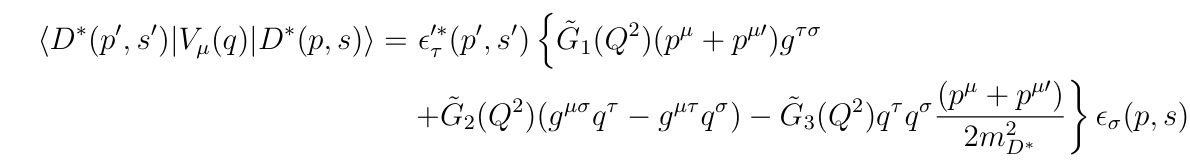 ⟨D*(p′, s′)|V_μ(q)|D*(p, s)⟩ = ϵ′*_τ(p′, s′) { G̃_1(Q²)(p^μ + p^μ′)g^{τσ}
+G̃_2(Q²)(g^{μσ}q^τ − g^{μτ}q^σ) − G̃_3(Q²)q^τ q^σ (p^μ + p^μ′)/2m²_{D*} } ϵ_σ(p, s)